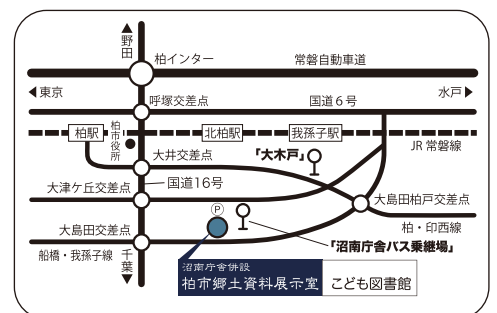 ▲野田
柏インター
常磐自動車道
◀東京
水戸▶
呼塚交差点
国道6号
柏駅
柏市役所
北柏駅
我孫子駅
JR 常磐線
大井交差点
「大木戸」
大津ケ丘交差点
国道16号
大島田柏戸交差点
P
大島田交差点
柏・印西線
船橋・我孫子線
千葉▼
「沼南庁舎バス乗継場」
沼南庁舎併設
柏市郷土資料展示室
こども図書館